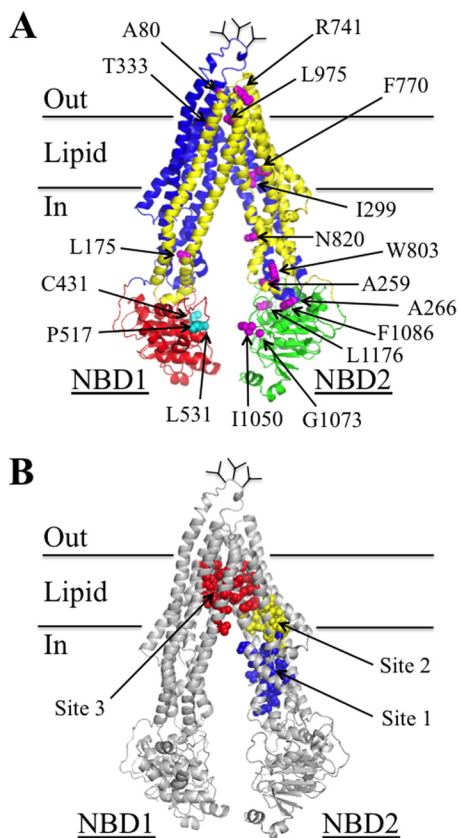 A
A80
R741
T333
L975
F770
Out
Lipid
In
I299
N820
L175
W803
C431
A259
A266
P517
F1086
L1176
NBD1
NBD2
L531
I1050
G1073
B
Out
Lipid
In
Site 2
Site 3
Site 1
NBD1
NBD2